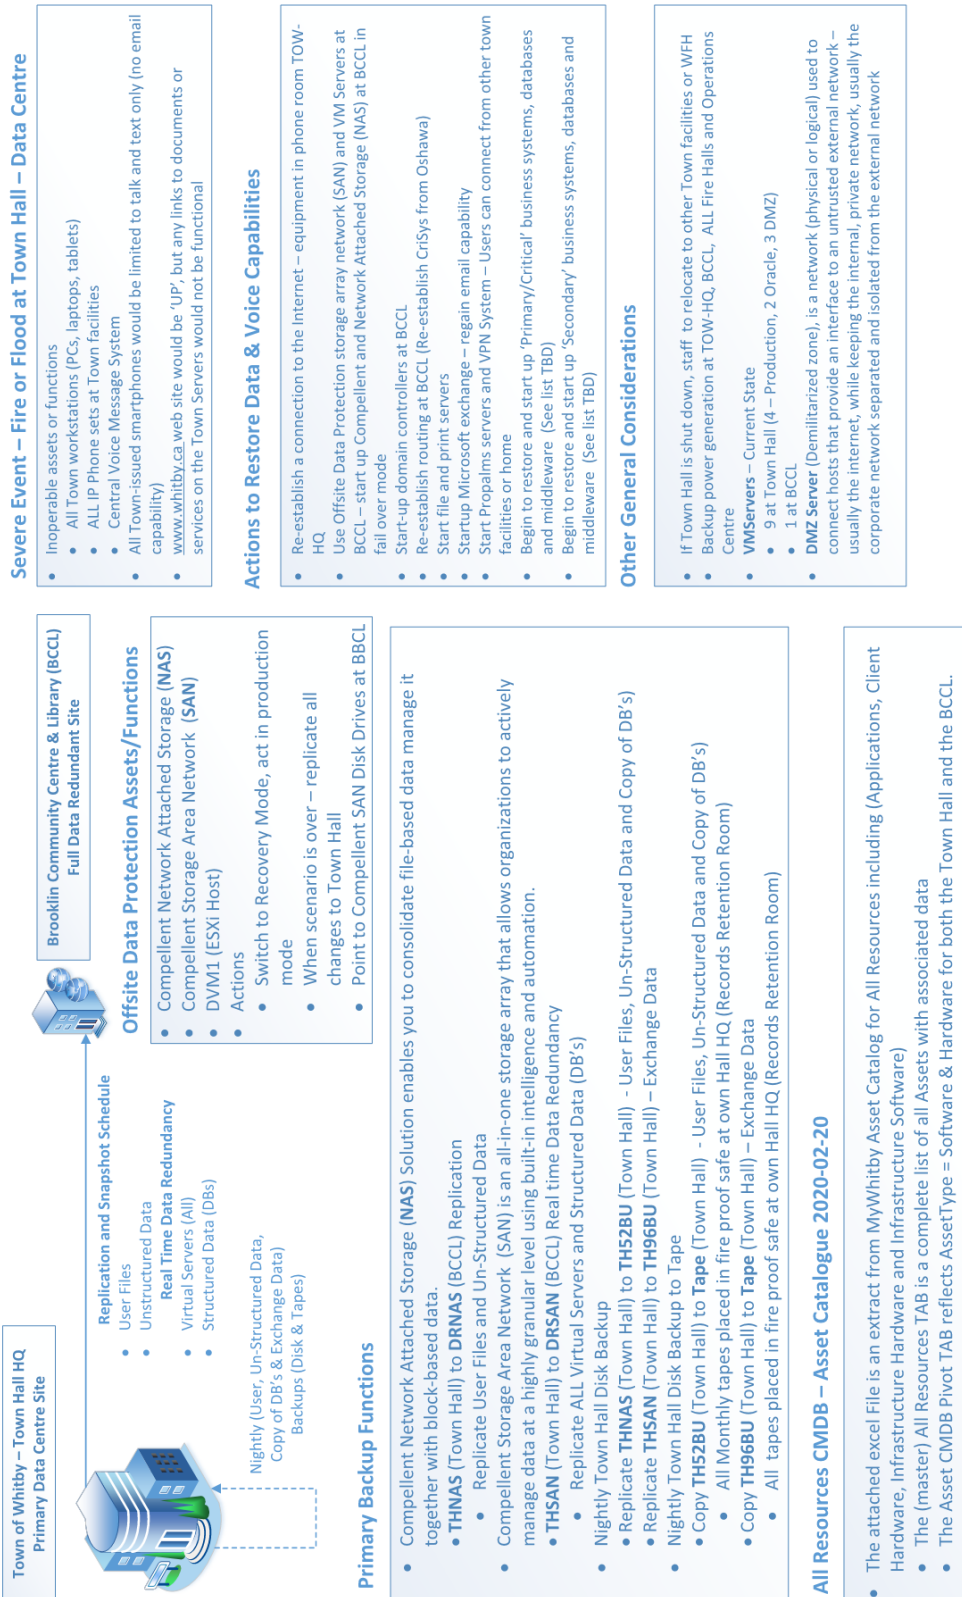 Town of Whitby – Town Hall HQ
Primary Data Centre Site
Replication and Snapshot Schedule
• User Files
• Unstructured Data
Real Time Data Redundancy
• Virtual Servers (All)
• Structured Data (DBs)
Nightly (User, Un-Structured Data,
Copy of DB's & Exchange Data)
Backups (Disk & Tapes)
Brooklin Community Centre & Library (BCCL)
Full Data Redundant Site
Offsite Data Protection Assets/Functions
• Compellent Network Attached Storage (NAS)
• Compellent Storage Area Network (SAN)
• DVM1 (ESXi Host)
• Actions
• Switch to Recovery Mode, act in production
mode
• When scenario is over – replicate all
changes to Town Hall
• Point to Compellent SAN Disk Drives at BBCL
Primary Backup Functions
• Compellent Network Attached Storage (NAS) Solution enables you to consolidate file-based data manage it
together with block-based data.
• THNAS (Town Hall) to DRNAS (BCCL) Replication
• Replicate User Files and Un-Structured Data
• Compellent Storage Area Network (SAN) is an all-in-one storage array that allows organizations to actively
manage data at a highly granular level using built-in intelligence and automation.
• THSAN (Town Hall) to DRSAN (BCCL) Real time Data Redundancy
• Replicate ALL Virtual Servers and Structured Data (DB's)
• Nightly Town Hall Disk Backup
• Replicate THNAS (Town Hall) to TH52BU (Town Hall) - User Files, Un-Structured Data and Copy of DB's)
• Replicate THSAN (Town Hall) to TH96BU (Town Hall) – Exchange Data
• Nightly Town Hall Disk Backup to Tape
• Copy TH52BU (Town Hall) to Tape (Town Hall) - User Files, Un-Structured Data and Copy of DB's)
• All Monthly tapes placed in fire proof safe at own Hall HQ (Records Retention Room)
• Copy TH96BU (Town Hall) to Tape (Town Hall) – Exchange Data
• All tapes placed in fire proof safe at own Hall HQ (Records Retention Room)
All Resources CMDB – Asset Catalogue 2020-02-20
• The attached excel File is an extract from MyWhitby Asset Catalog for All Resources including (Applications, Client
Hardware, Infrastructure Hardware and Infrastructure Software)
• The (master) All Resources TAB is a complete list of all Assets with associated data
• The Asset CMDB Pivot TAB reflects AssetType = Software & Hardware for both the Town Hall and the BCCL.
Severe Event – Fire or Flood at Town Hall – Data Centre
• Inoperable assets or functions
• All Town workstations (PCs, laptops, tablets)
• ALL IP Phone sets at Town facilities
• Central Voice Message System
• All Town-issued smartphones would be limited to talk and text only (no email
capability)
• www.whitby.ca web site would be 'UP', but any links to documents or
services on the Town Servers would not be functional
Actions to Restore Data & Voice Capabilities
• Re-establish a connection to the Internet – equipment in phone room TOW-
HQ
• Use Offsite Data Protection storage array network (SAN) and VM Servers at
BCCL – start up Compellent and Network Attached Storage (NAS) at BCCL in
fail over mode
• Start-up domain controllers at BCCL
• Re-establish routing at BCCL (Re-establish CriSys from Oshawa)
• Start file and print servers
• Startup Microsoft exchange – regain email capability
• Start Propalms servers and VPN System – Users can connect from other town
facilities or home
• Begin to restore and start up 'Primary/Critical' business systems, databases
and middleware (See list TBD)
• Begin to restore and start up 'Secondary' business systems, databases and
middleware (See list TBD)
Other General Considerations
• If Town Hall is shut down, staff to relocate to other Town facilities or WFH
• Backup power generation at TOW-HQ, BCCL, ALL Fire Halls and Operations
Centre
• VMServers – Current State
• 9 at Town Hall (4 – Production, 2 Oracle, 3 DMZ)
• 1 at BCCL
• DMZ Server (Demilitarized zone), is a network (physical or logical) used to
connect hosts that provide an interface to an untrusted external network –
usually the internet, while keeping the internal, private network, usually the
corporate network separated and isolated from the external network